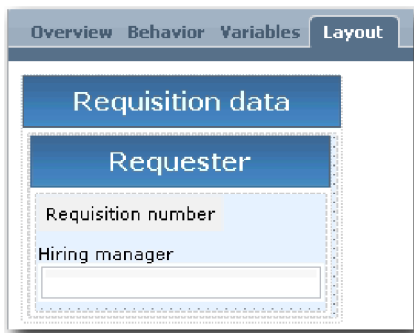 Overview Behavior Variables Layout
Requisition data
Requester
Requisition number
Hiring manager